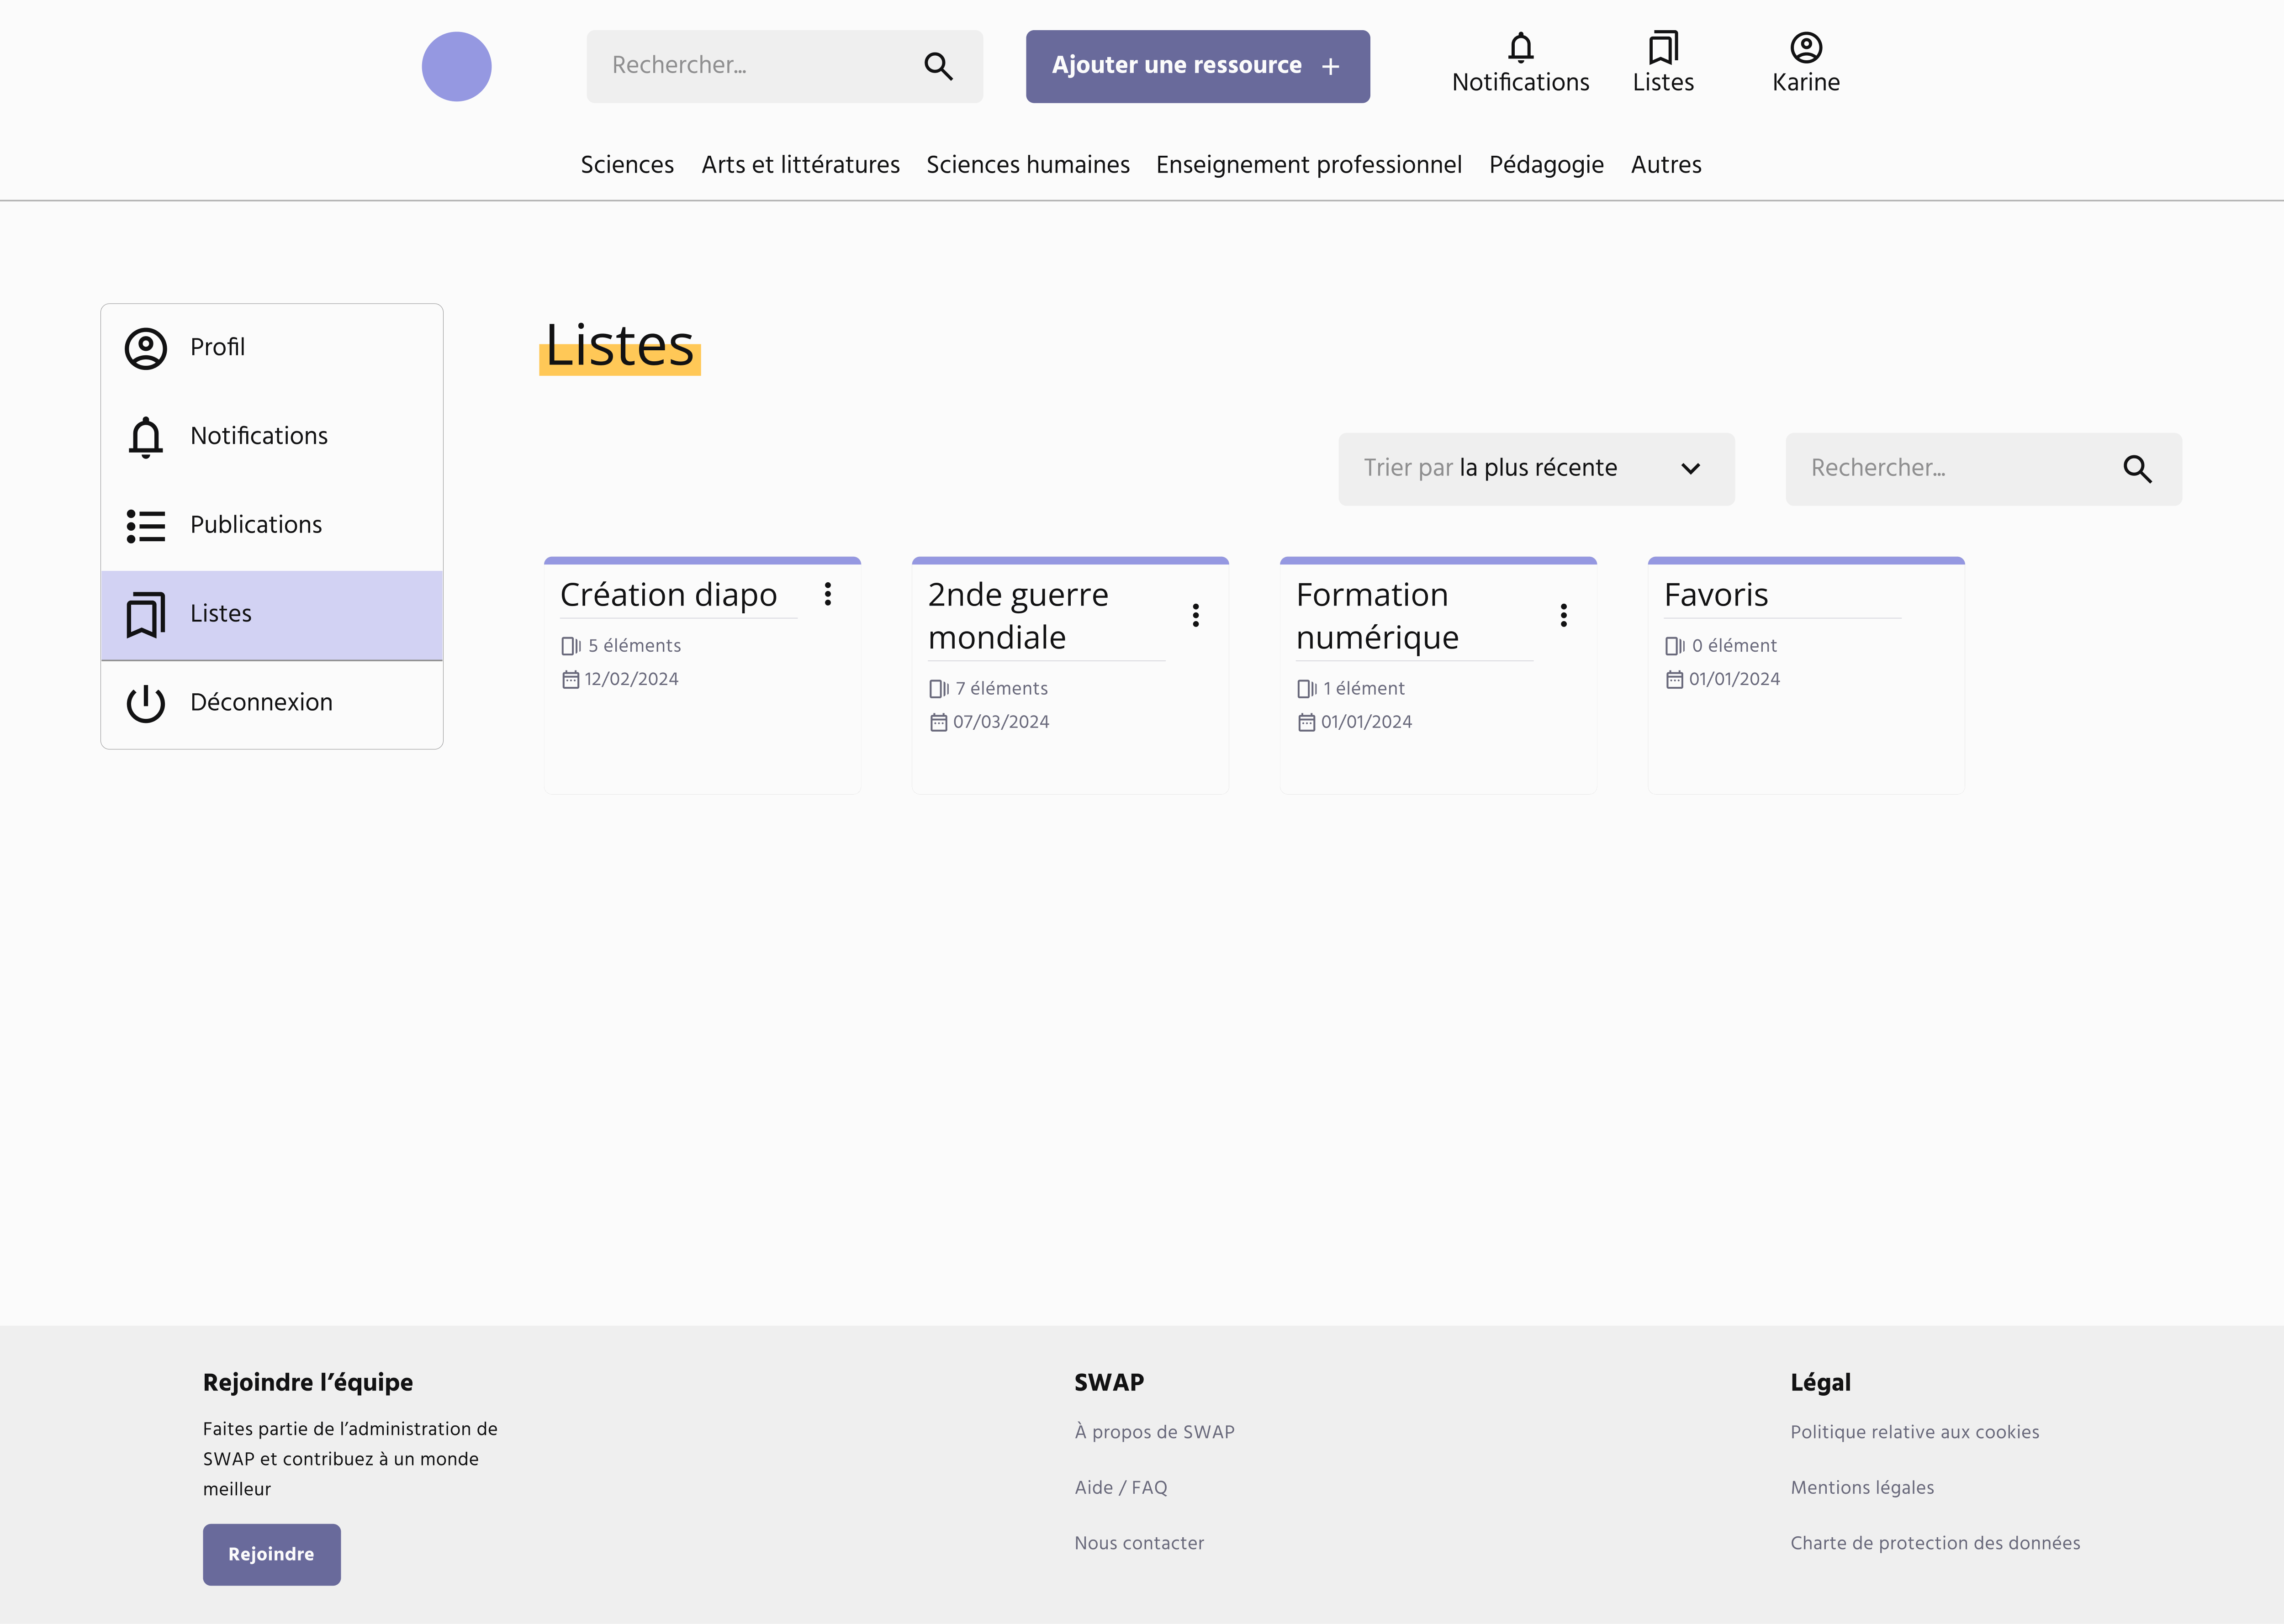 Rechercher...
Ajouter une ressource
Notifications
Listes
Karine
Sciences
Arts et littératures
Sciences humaines
Enseignement professionnel
Pédagogie
Autres
Profil
Notifications
Publications
Listes
Déconnexion
Listes
Trier par la plus récente
Rechercher...
Création diapo
5 éléments
12/02/2024
2nde guerre
mondiale
7 éléments
07/03/2024
Formation
numérique
1 élément
01/01/2024
Favoris
0 élément
01/01/2024
Rejoindre l’équipe
Faites partie de l’administration de
SWAP et contribuez à un monde
meilleur
Rejoindre
SWAP
À propos de SWAP
Aide / FAQ
Nous contacter
Légal
Politique relative aux cookies
Mentions légales
Charte de protection des données